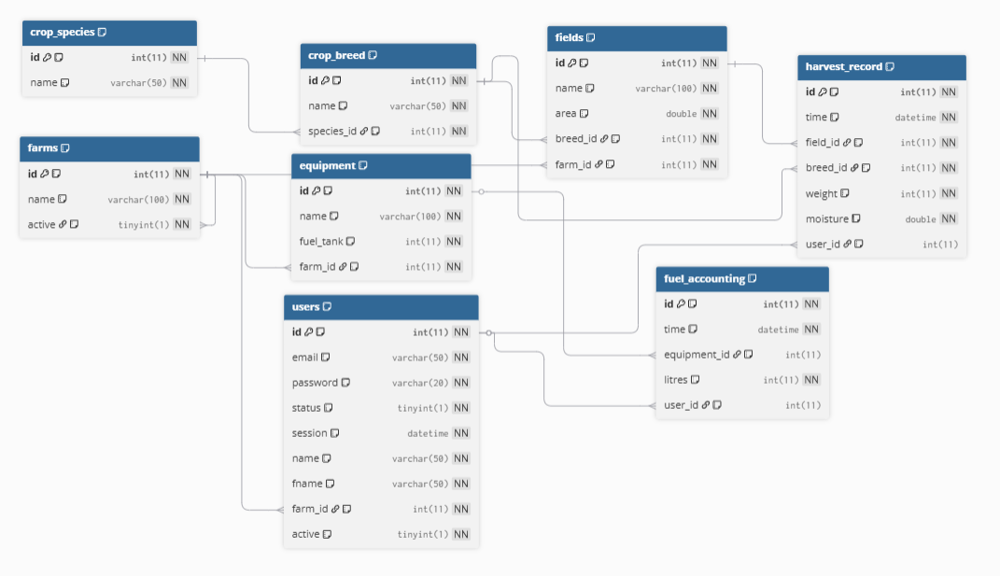 crop_species
id int(11) NN
name varchar(50) NN
farms
id int(11) NN
name varchar(100) NN
active tinyint(1) NN
crop_breed
id int(11) NN
name varchar(50) NN
species_id int(11) NN
equipment
id int(11) NN
name varchar(100) NN
fuel_tank int(11) NN
farm_id int(11) NN
users
id int(11) NN
email varchar(50) NN
password varchar(20) NN
status tinyint(1) NN
session datetime NN
name varchar(50) NN
fname varchar(50) NN
farm_id int(11) NN
active tinyint(1) NN
fields
id int(11) NN
name varchar(100) NN
area double NN
breed_id int(11) NN
farm_id int(11) NN
harvest_record
id int(11) NN
time datetime NN
field_id int(11) NN
breed_id int(11) NN
weight int(11) NN
moisture double NN
user_id int(11)
fuel_accounting
id int(11) NN
time datetime NN
equipment_id int(11)
litres int(11) NN
user_id int(11)